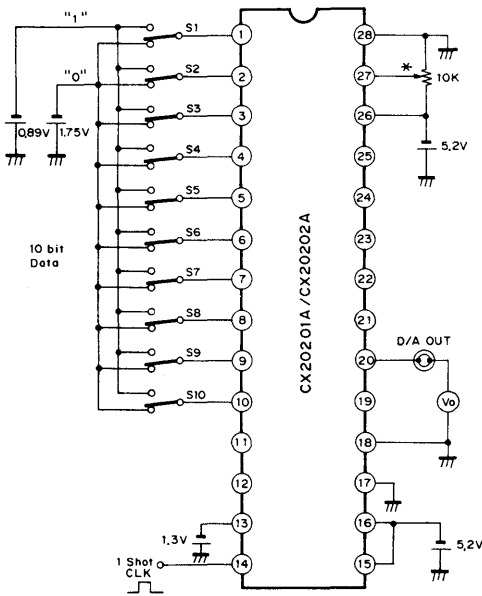 "1"
"0"
0.89V
1.75V
10 bit
Data
S1
S2
S3
S4
S5
S6
S7
S8
S9
S10
1
2
3
4
5
6
7
8
9
10
11
12
13
14
1.3V
1 Shot
CLK
CX20201A/CX20202A
28
27
26
25
24
23
22
21
20
19
18
17
16
15
*
10K
5.2V
D/A OUT
Vo
5.2V